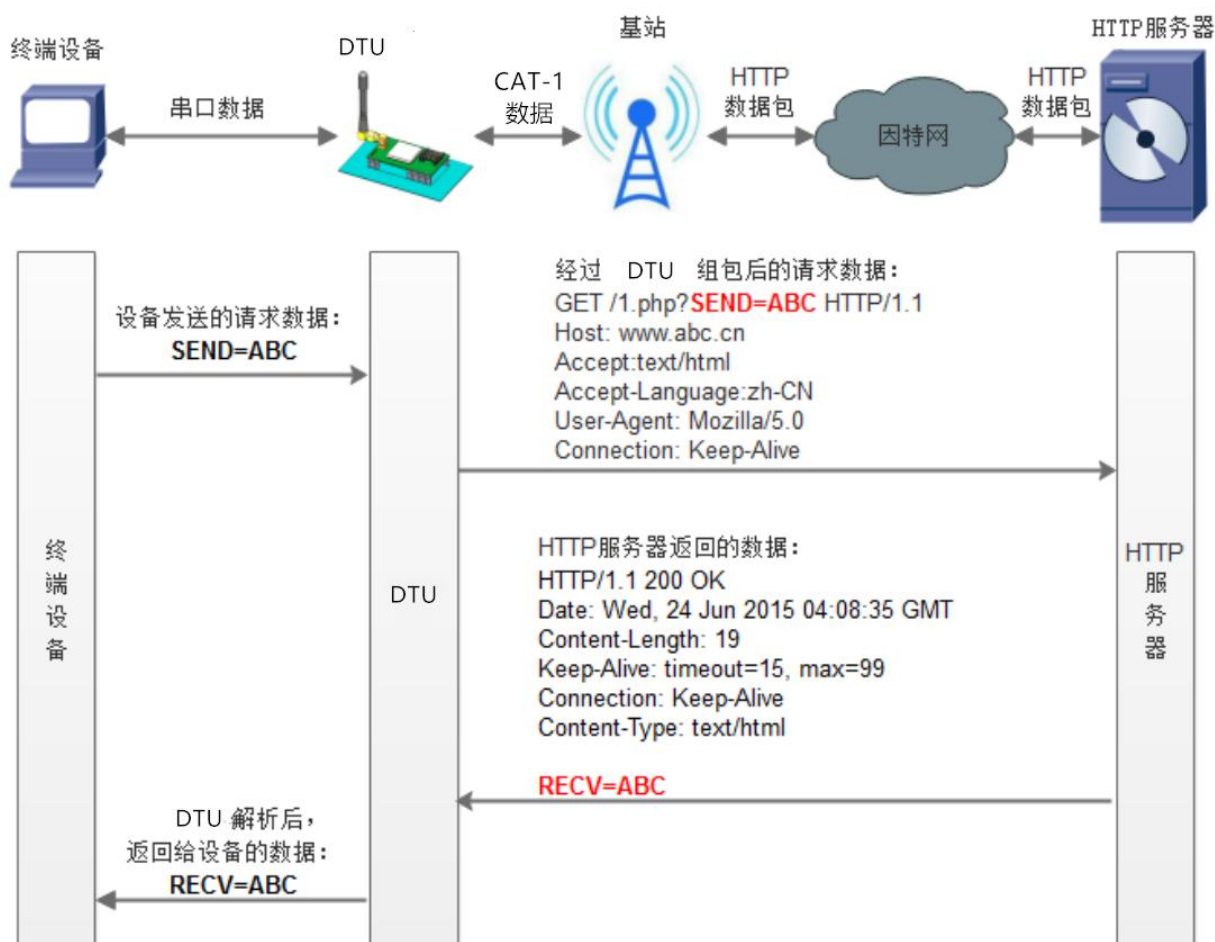 终端设备
DTU
基站
HTTP服务器
串口数据
CAT-1
数据
HTTP
数据包
因特网
HTTP
数据包
设备发送的请求数据:
SEND=ABC
经过 DTU 组包后的请求数据:
GET /1.php?SEND=ABC HTTP/1.1
Host: www.abc.cn
Accept:text/html
Accept-Language:zh-CN
User-Agent: Mozilla/5.0
Connection: Keep-Alive
终
端
设
备
DTU
HTTP
服
务
器
HTTP服务器返回的数据:
HTTP/1.1 200 OK
Date: Wed, 24 Jun 2015 04:08:35 GMT
Content-Length: 19
Keep-Alive: timeout=15, max=99
Connection: Keep-Alive
Content-Type: text/html
RECV=ABC
DTU 解析后,
返回给设备的数据:
RECV=ABC